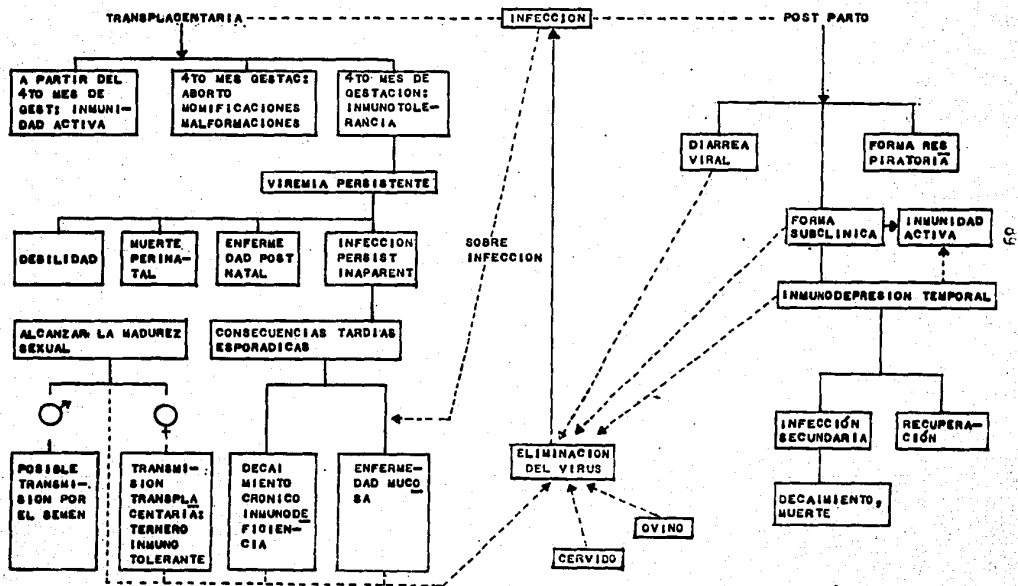 TRANSPLACENTARIA
INFECCION
POST PARTO
A PARTIR DEL
4TO MES DE
GEST; INMUNI-
DAD ACTIVA
4TO MES GESTAC:
ABORTO
MOMIFICACIONES
MALFORMACIONES
4TO MES DE
GESTACION:
INMUNOTOLE-
RANCIA
DIARREA
VIRAL
FORMA RES
PIRATORIA
VIREMIA PERSISTENTE
DEBILIDAD
MUERTE
PERINA-
TAL
ENFERME
DAD POST
NATAL
INFECCION
PERSIST
INAPARENT
SOBRE
INFECCION
FORMA
SUBCLINICA
INMUNIDAD
ACTIVA
69
INMUNODEPRESION TEMPORAL
ALCANZAR LA MADUREZ
SEXUAL
CONSECUENCIAS TARDIAS
ESPORADICAS
INFECCIÓN
SECUNDARIA
RECUPERA-
CIÓN
POSIBLE
TRANSMI-
SION POR
EL SEMEN
TRANSMI-
SION
TRANSPLA
CENTARIA:
TERNERO
INMUNO
TOLERANTE
DECAI
MIENTO
CRONICO
INMUNODE
FICIEN-
CIA
ENFERME-
DAD MUCO
SA
ELIMINACION
DEL VIRUS
DECAIMIENTO,
MUERTE
OVINO
CERVIDO